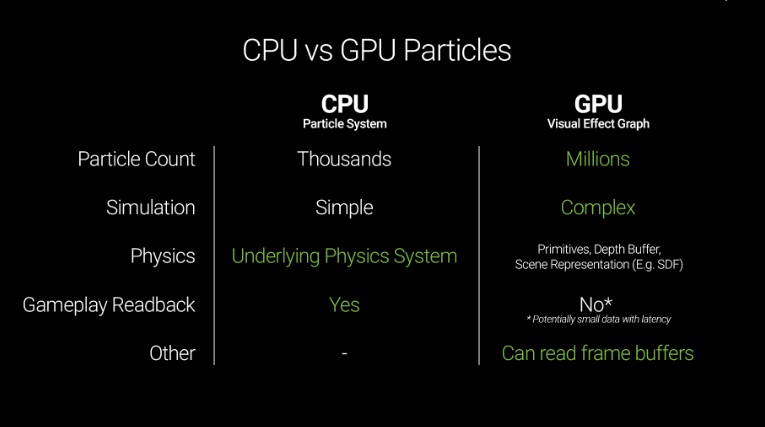 CPU vs GPU Particles
CPU GPU
Particle System Visual Effect Graph
Particle Count Thousands Millions
Simulation Simple Complex
Physics Underlying Physics System Primitives, Depth Buffer,
Scene Representation (E.g. SDF)
Gameplay Readback Yes No*
* Potentially small data with latency
Other - Can read frame buffers